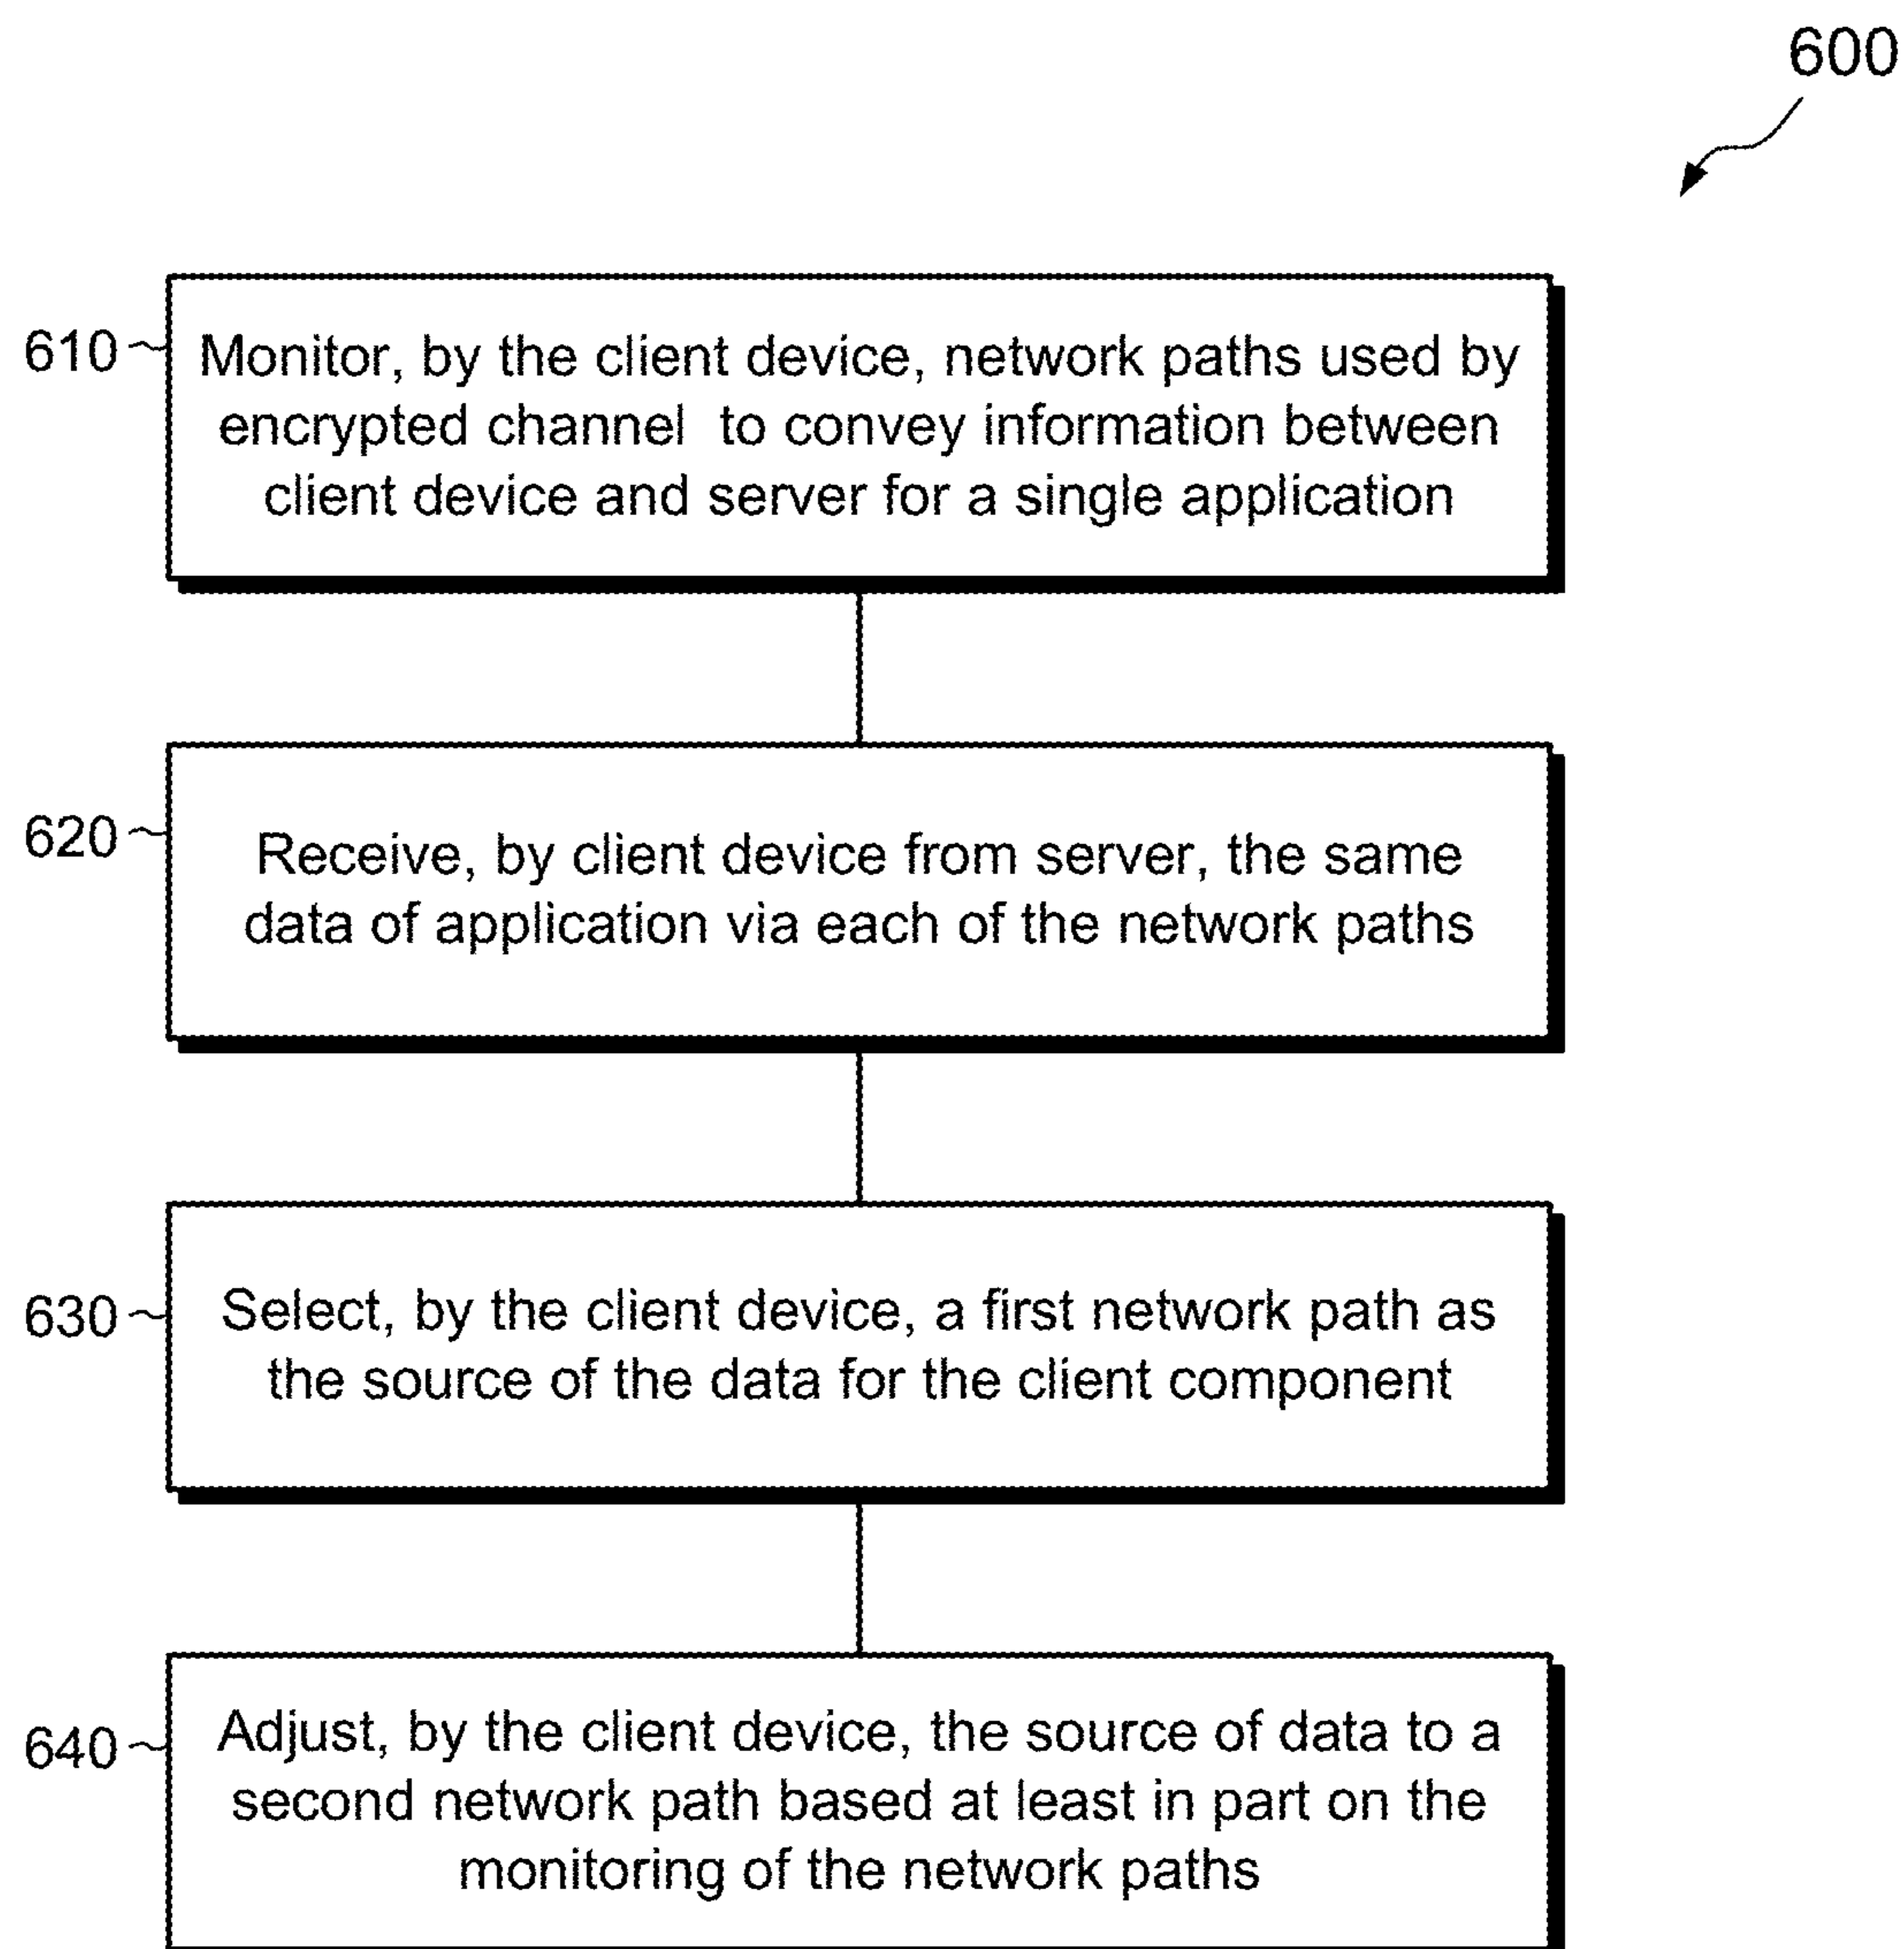 600
610
Monitor, by the client device, network paths used by
encrypted channel to convey information between
client device and server for a single application
620
Receive, by client device from server, the same
data of application via each of the network paths
630
Select, by the client device, a first network path as
the source of the data for the client component
640
Adjust, by the client device, the source of data to a
second network path based at least in part on the
monitoring of the network paths